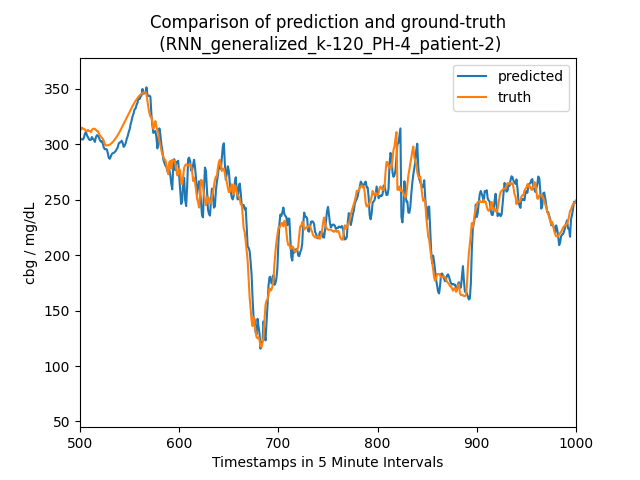 Comparison of prediction and ground-truth
(RNN_generalized_k-120_PH-4_patient-2)
predicted
truth
350
300
250
200
150
100
50
cbg / mg/dL
500 600 700 800 900 1000
Timestamps in 5 Minute Intervals